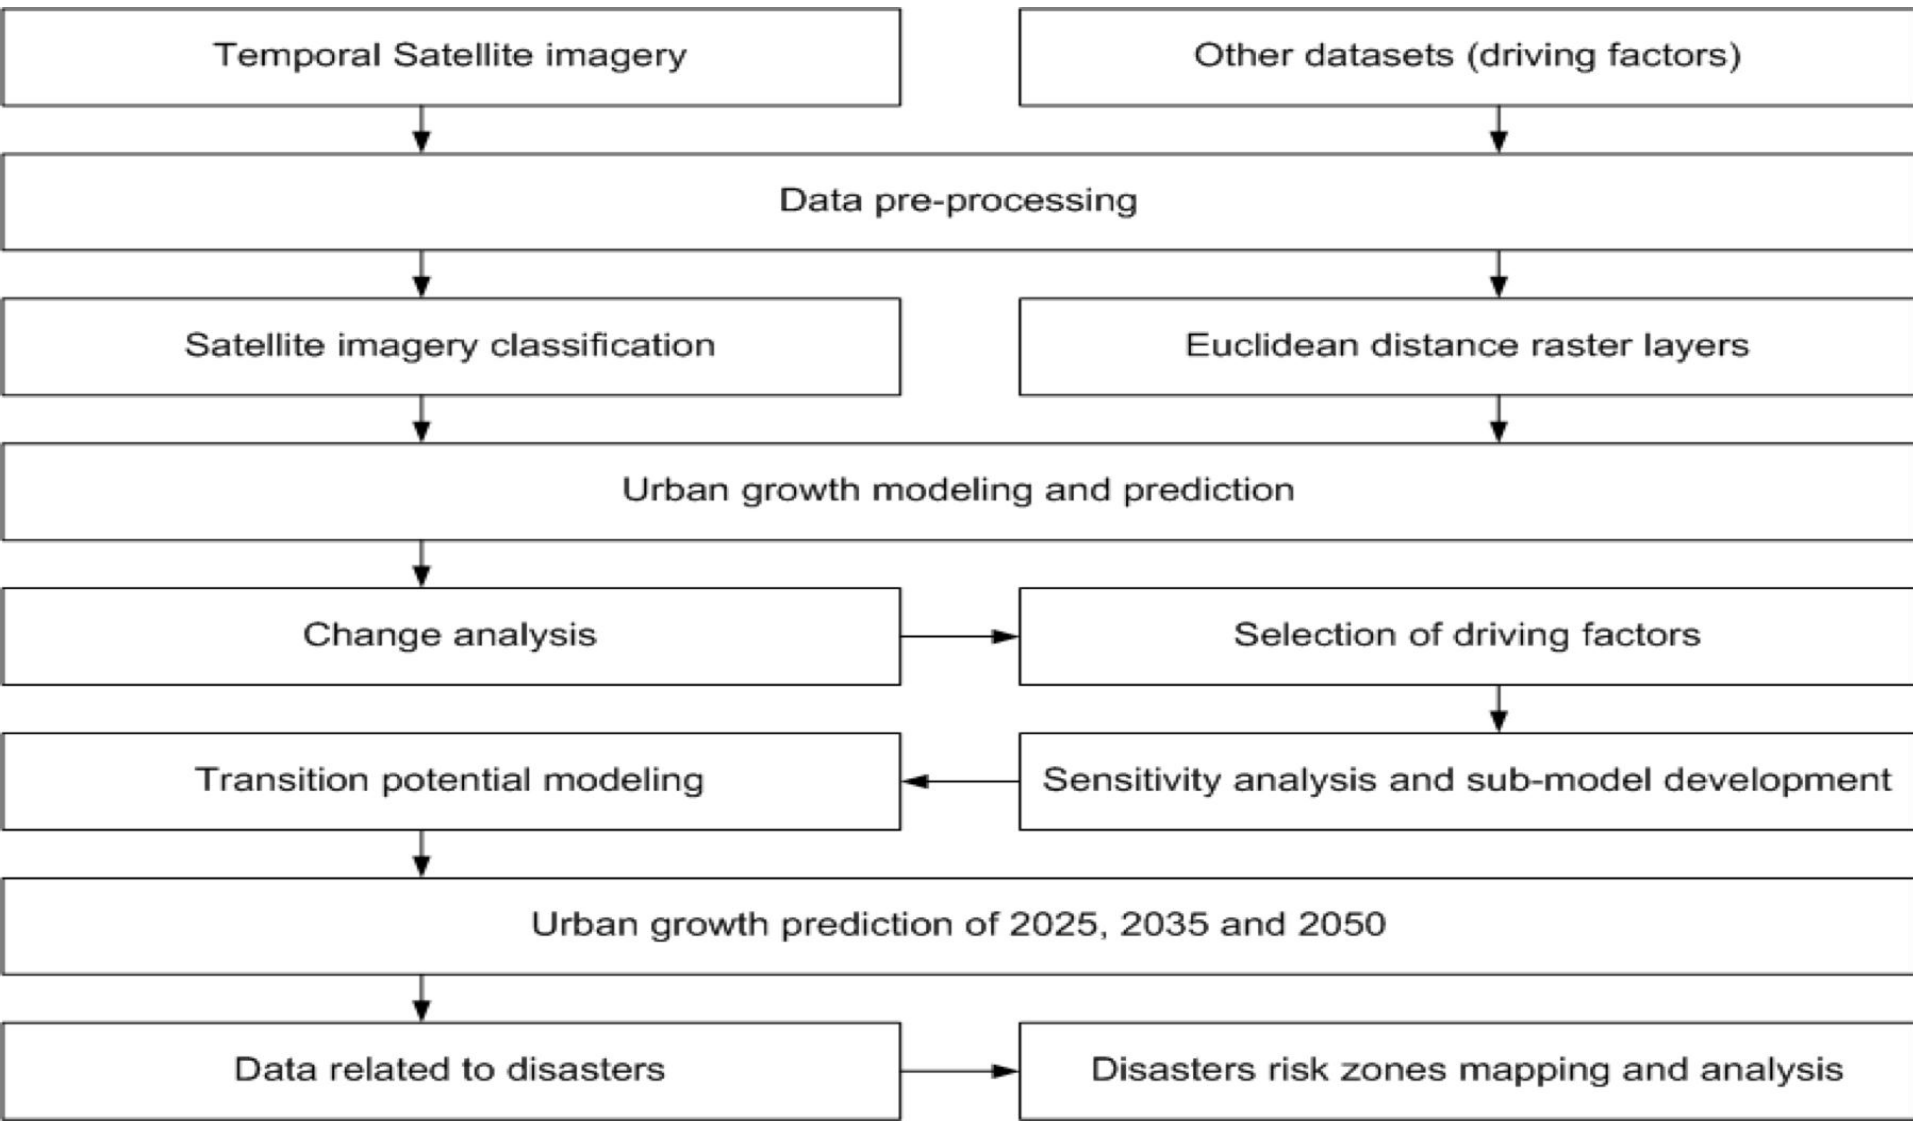 Temporal Satellite imagery
Other datasets (driving factors)
Data pre-processing
Satellite imagery classification
Euclidean distance raster layers
Urban growth modeling and prediction
Change analysis
Selection of driving factors
Transition potential modeling
Sensitivity analysis and sub-model development
Urban growth prediction of 2025, 2035 and 2050
Data related to disasters
Disasters risk zones mapping and analysis